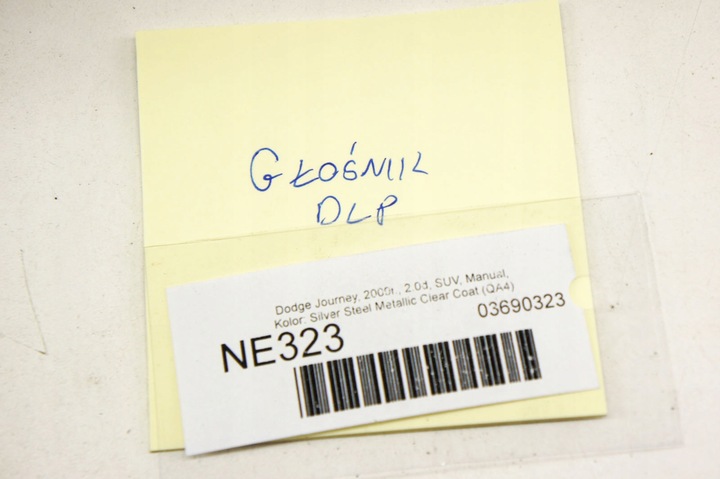 GŁOŚNIK
DLP
Dodge Journey, 2009r., 2.0d, SUV, Manual,
Kolor: Silver Steel Metallic Clear Coat (QA4)
03690323
NE323